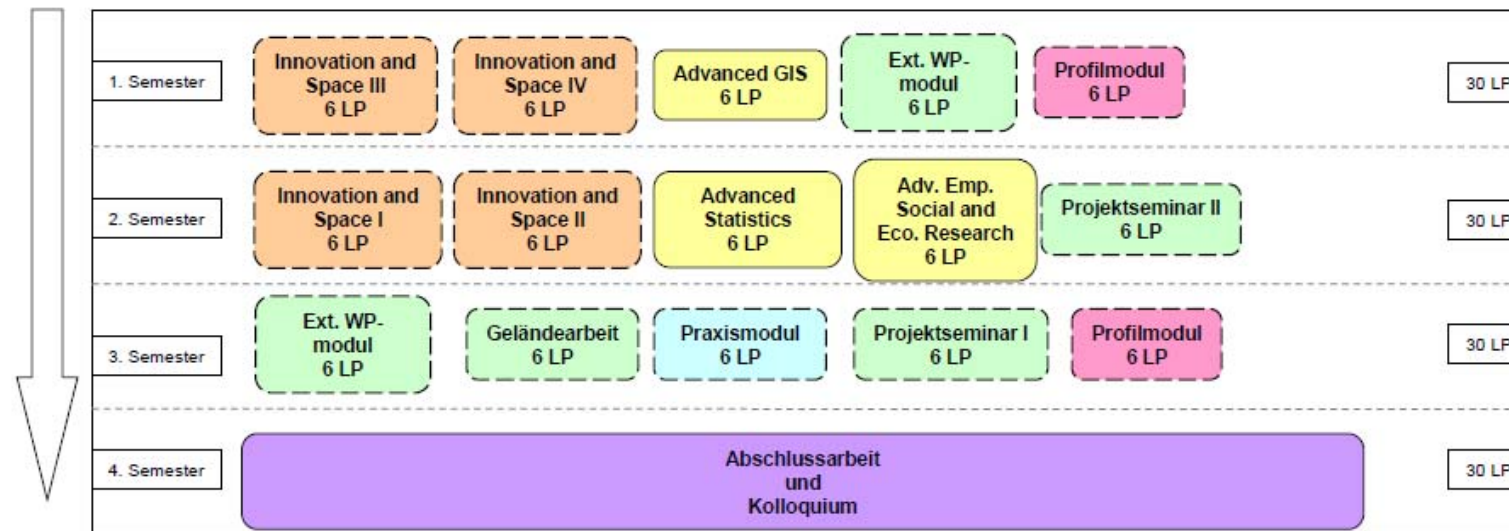 1. Semester
Innovation and
Space III
6 LP
Innovation and
Space IV
6 LP
Advanced GIS
6 LP
Ext. WP-
modul
6 LP
Profilmodul
6 LP
30 LP
2. Semester
Innovation and
Space I
6 LP
Innovation and
Space II
6 LP
Advanced
Statistics
6 LP
Adv. Emp.
Social and
Eco. Research
6 LP
Projektseminar II
6 LP
30 LP
3. Semester
Ext. WP-
modul
6 LP
Geländearbeit
6 LP
Praxismodul
6 LP
Projektseminar I
6 LP
Profilmodul
6 LP
30 LP
4. Semester
Abschlussarbeit
und
Kolloquium
30 LP